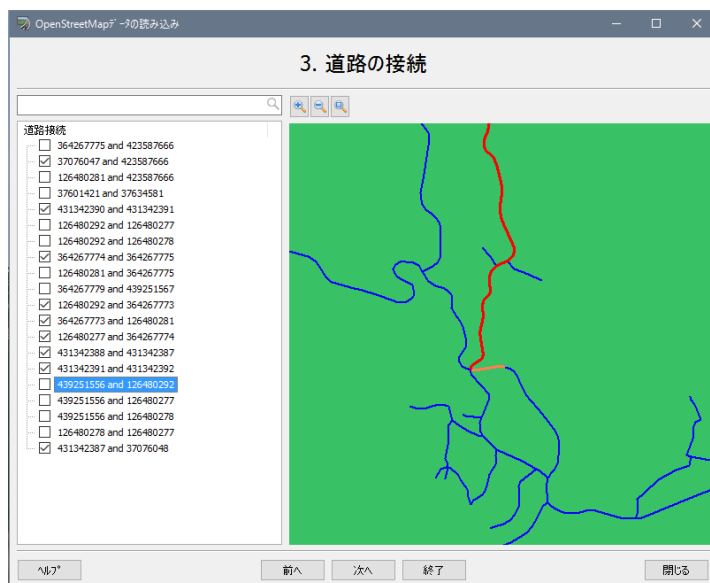 OpenStreetMapﾃﾞｰﾀの読み込み
3. 道路の接続
道路接続
364267775 and 423587666
37076047 and 423587666
126480281 and 423587666
37601421 and 37634581
431342390 and 431342391
126480292 and 126480277
126480292 and 126480278
364267774 and 364267775
126480281 and 364267775
364267779 and 439251567
126480292 and 364267773
364267773 and 126480281
126480277 and 364267774
431342388 and 431342387
431342391 and 431342392
439251556 and 126480292
439251556 and 126480277
439251556 and 126480278
126480278 and 126480277
431342387 and 37076048
ﾍﾙﾌﾟ 前へ 次へ 終了 閉じる